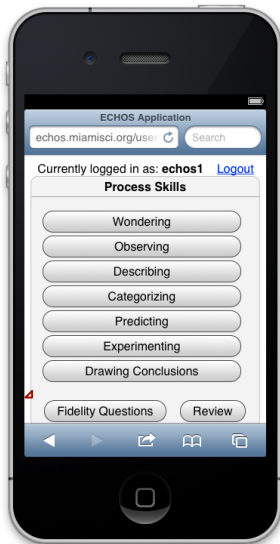 ECHOS Application
echos.miamisci.org/user Search
Currently logged in as: echos1 Logout
Process Skills
Wondering
Observing
Describing
Categorizing
Predicting
Experimenting
Drawing Conclusions
Fidelity Questions Review